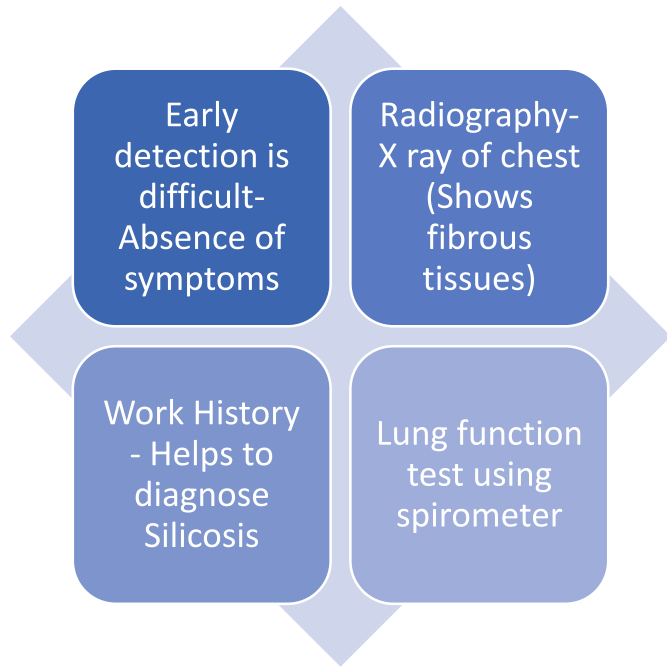 Early
detection is
difficult-
Absence of
symptoms
Radiography-
X ray of chest
(Shows
fibrous
tissues)
Work History
- Helps to
diagnose
Silicosis
Lung function
test using
spirometer